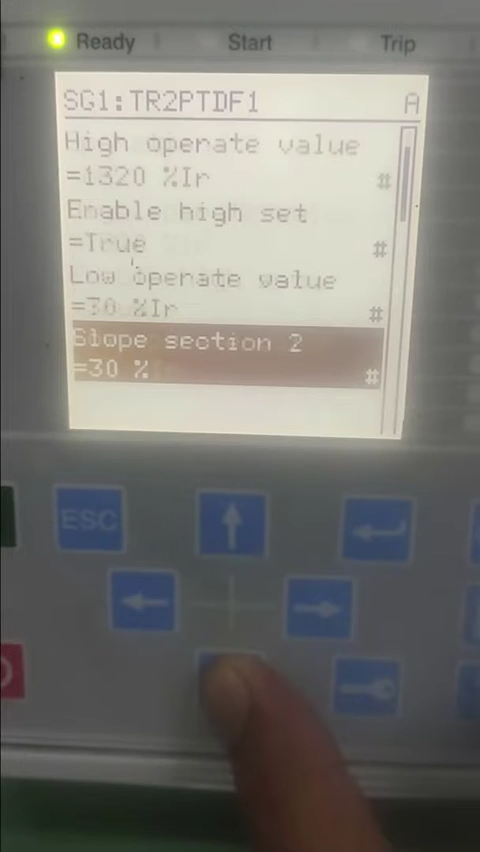 Ready
Start
Trip
SG1:TR2PTDF1
A
High operate value
=1320 %Ir #
Enable high set
=True #
Low operate value
=30 %Ir #
Slope section 2
=30 % #
ESC